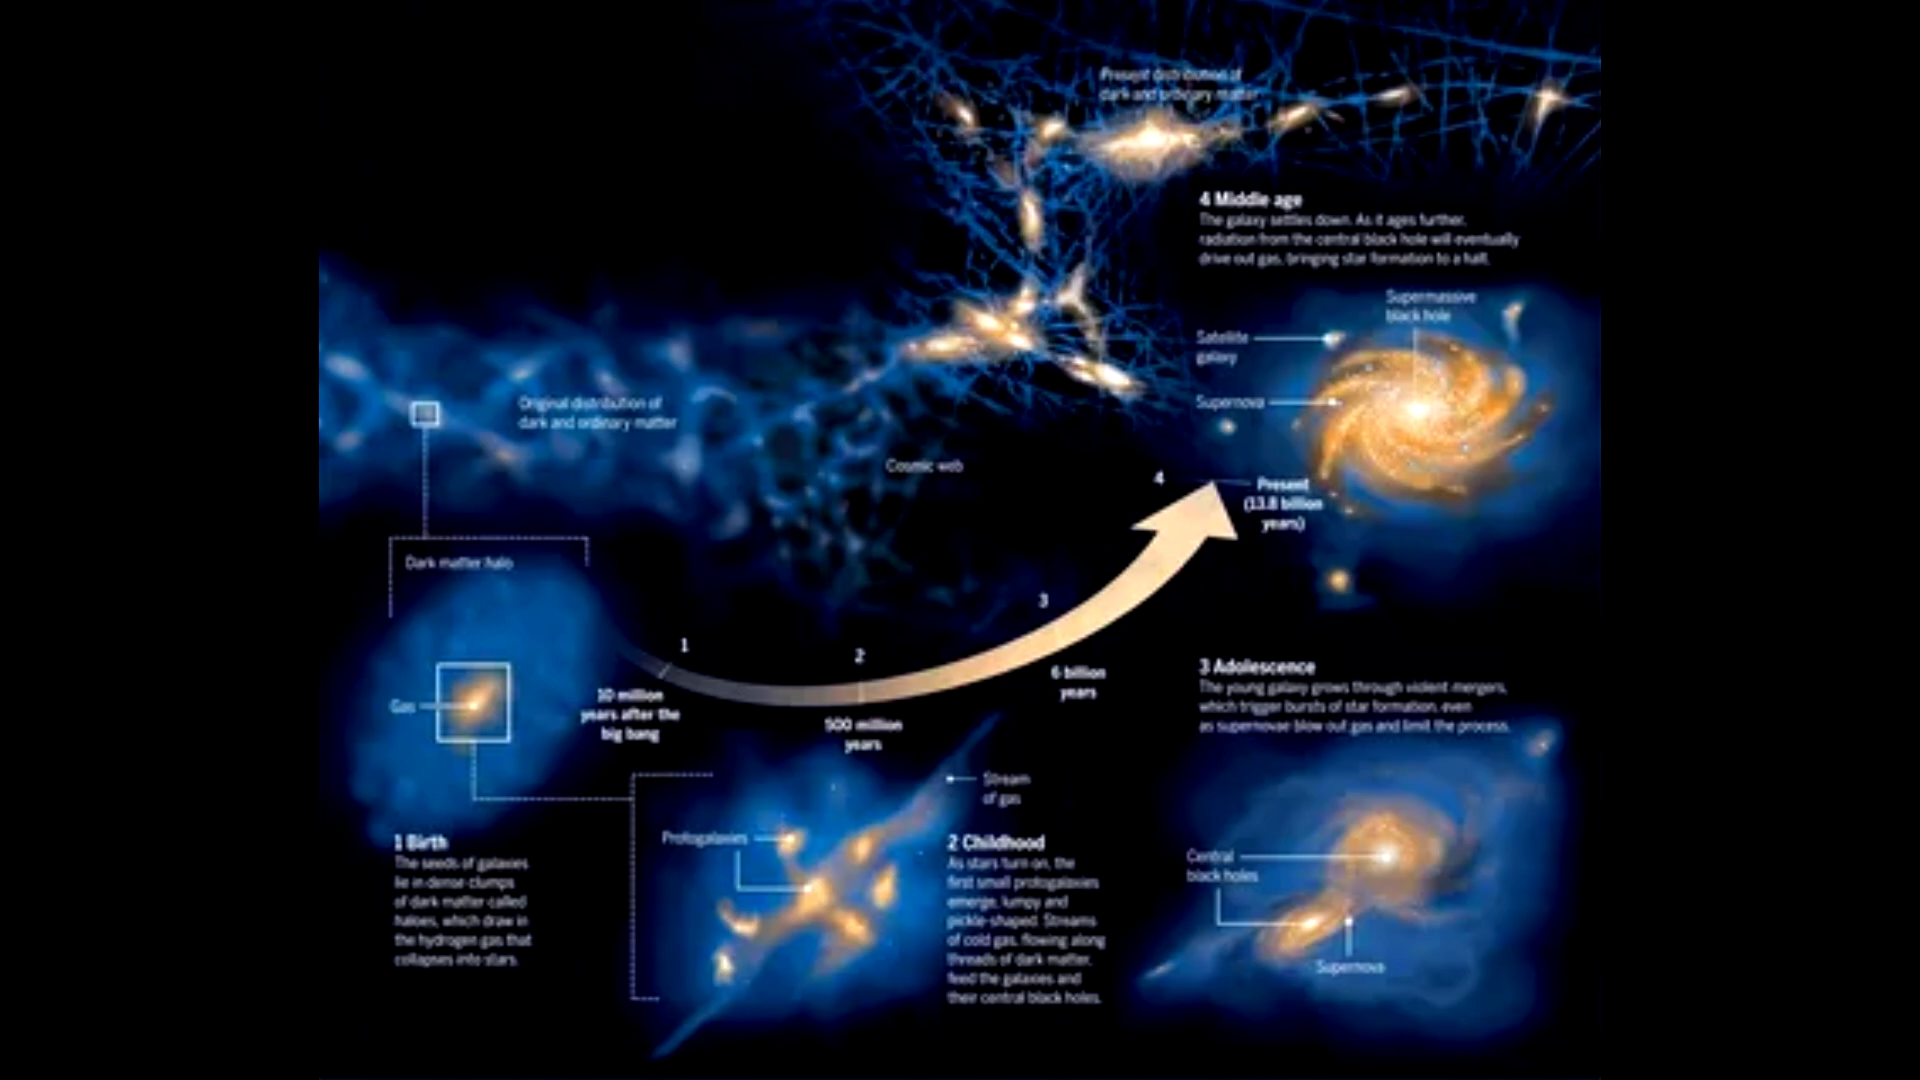 Present distribution of
dark and ordinary matter
4 Middle age
The galaxy settles down. As it ages further,
radiation from the central black hole will eventually
drive out gas, bringing star formation to a halt.
Supermassive
black hole
Satellite
galaxy
Supernova
Original distribution of
dark and ordinary matter
Cosmic web
4
Present
(13.8 billion
years)
Dark matter halo
3
1
2
6 billion
years
3 Adolescence
The young galaxy grows through violent mergers,
which trigger bursts of star formation, even
as supernovae blow out gas and limit the process.
Gas
10 million
years after the
big bang
500 million
years
Stream
of gas
Protogalaxies
1 Birth
The seeds of galaxies
lie in dense clumps
of dark matter called
haloes, which draw in
the hydrogen gas that
collapses into stars.
2 Childhood
As stars turn on, the
first small protogalaxies
emerge, lumpy and
pickle-shaped. Streams
of cold gas, flowing along
threads of dark matter,
feed the galaxies and
their central black holes.
Central
black holes
Supernova